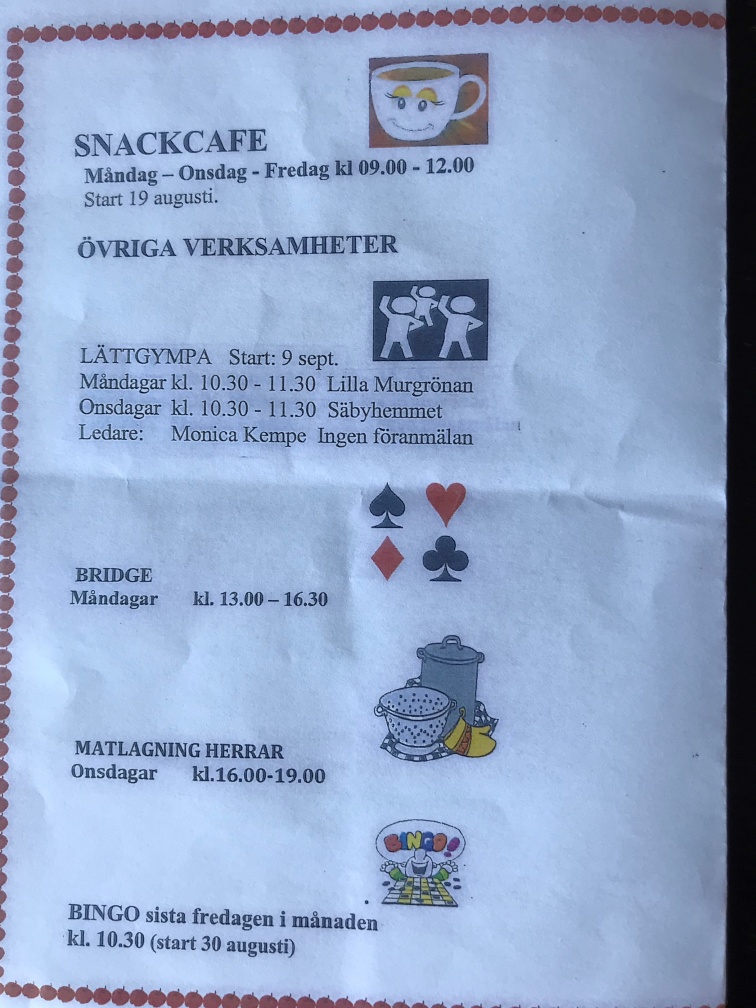 SNACKCAFE
Måndag – Onsdag - Fredag kl 09.00 - 12.00
Start 19 augusti.
ÖVRIGA VERKSAMHETER
LÄTTGYMPA Start: 9 sept.
Måndagar kl. 10.30 - 11.30 Lilla Murgrönan
Onsdagar kl. 10.30 - 11.30 Säbyhemmet
Ledare: Monica Kempe Ingen föranmälan
BRIDGE
Måndagar kl. 13.00 – 16.30
MATLAGNING HERRAR
Onsdagar kl.16.00-19.00
BINGO!
BINGO sista fredagen i månaden
kl. 10.30 (start 30 augusti)